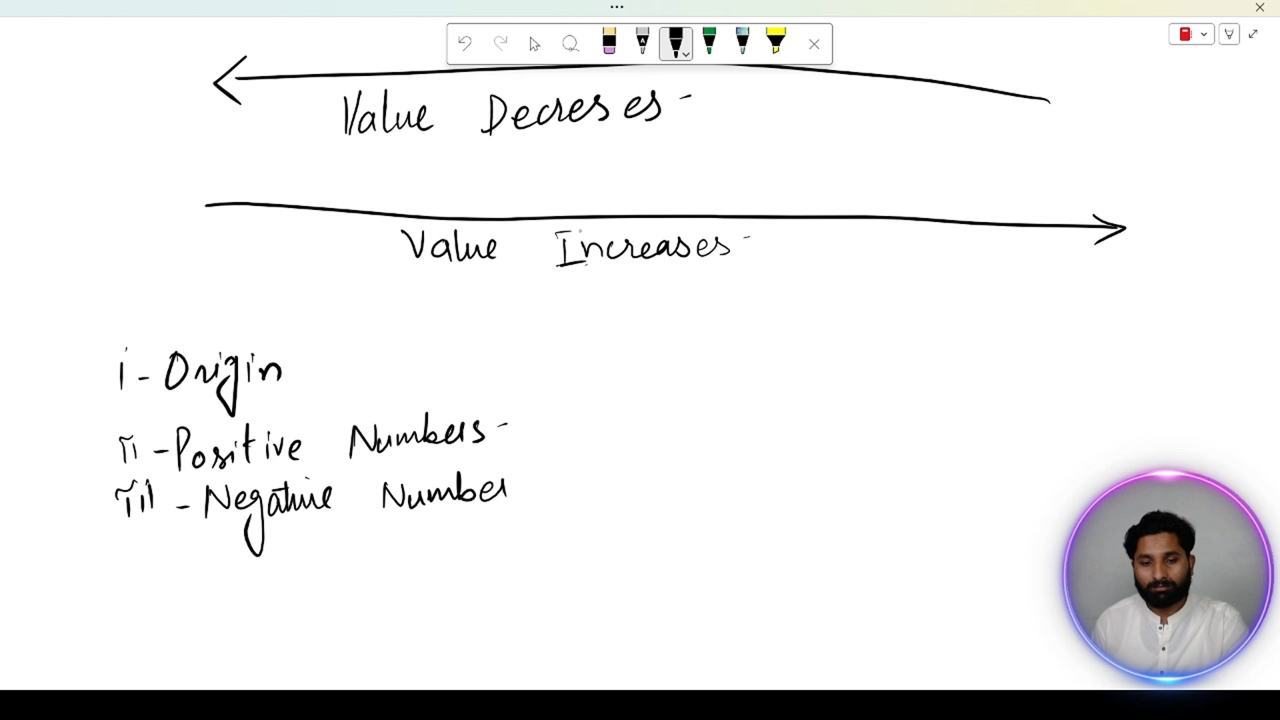 Value Decreses -
Value Increases -
i - Origin
ii - Positive Numbers -
iii - Negative Number